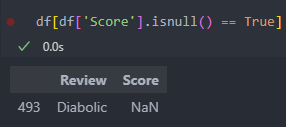 df[df['Score'].isnull() == True]
0.0s
Review Score
493 Diabolic NaN